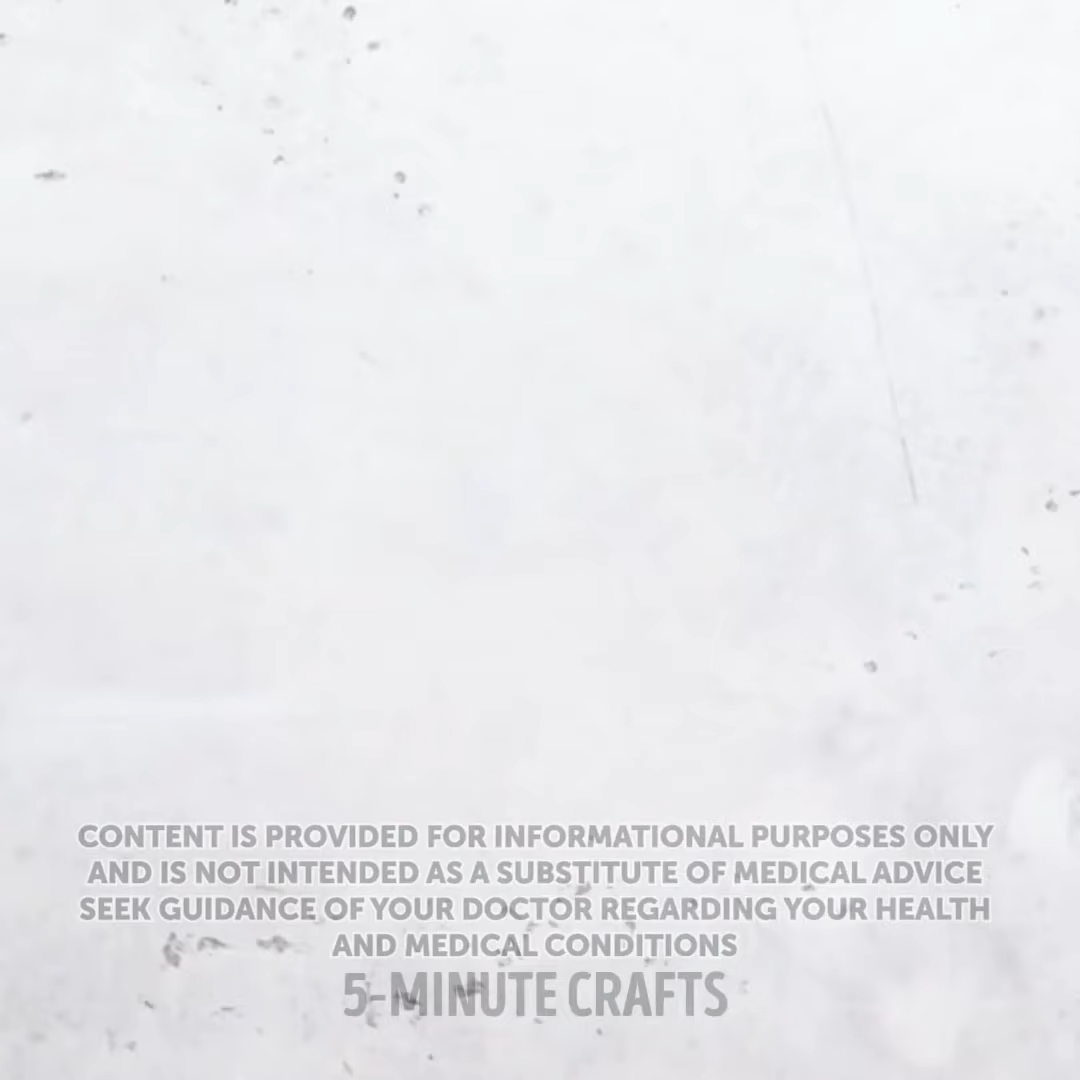 CONTENT IS PROVIDED FOR INFORMATIONAL PURPOSES ONLY
AND IS NOT INTENDED AS A SUBSTITUTE OF MEDICAL ADVICE
SEEK GUIDANCE OF YOUR DOCTOR REGARDING YOUR HEALTH
AND MEDICAL CONDITIONS
5-MINUTE CRAFTS